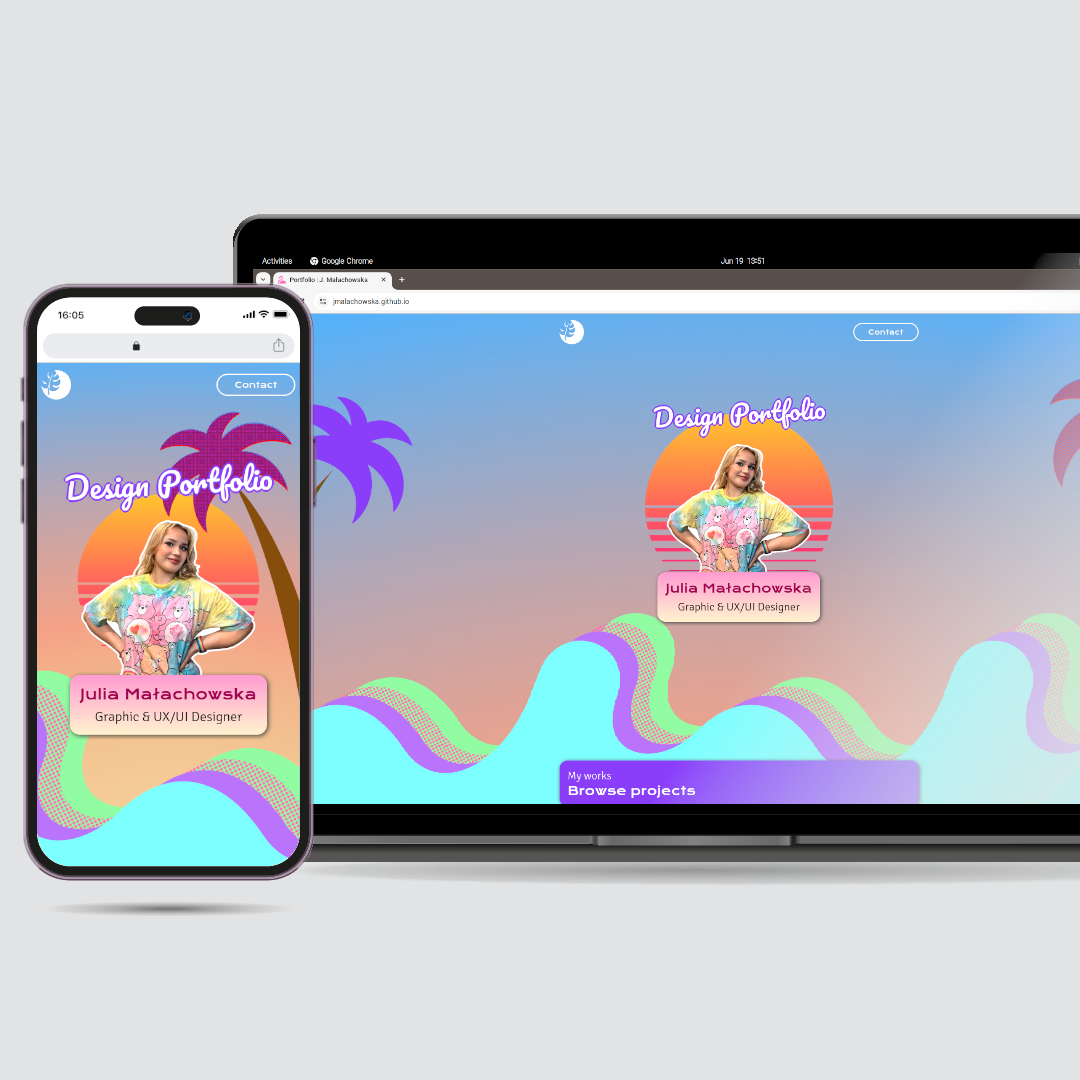 Activities
Google Chrome
Jun 19 13:51
Portfolio | J. Małachowska
jmalachowska.github.io
Contact
Design Portfolio
Julia Małachowska
Graphic & UX/UI Designer
My works
Browse projects
16:05
Contact
Design Portfolio
Julia Małachowska
Graphic & UX/UI Designer